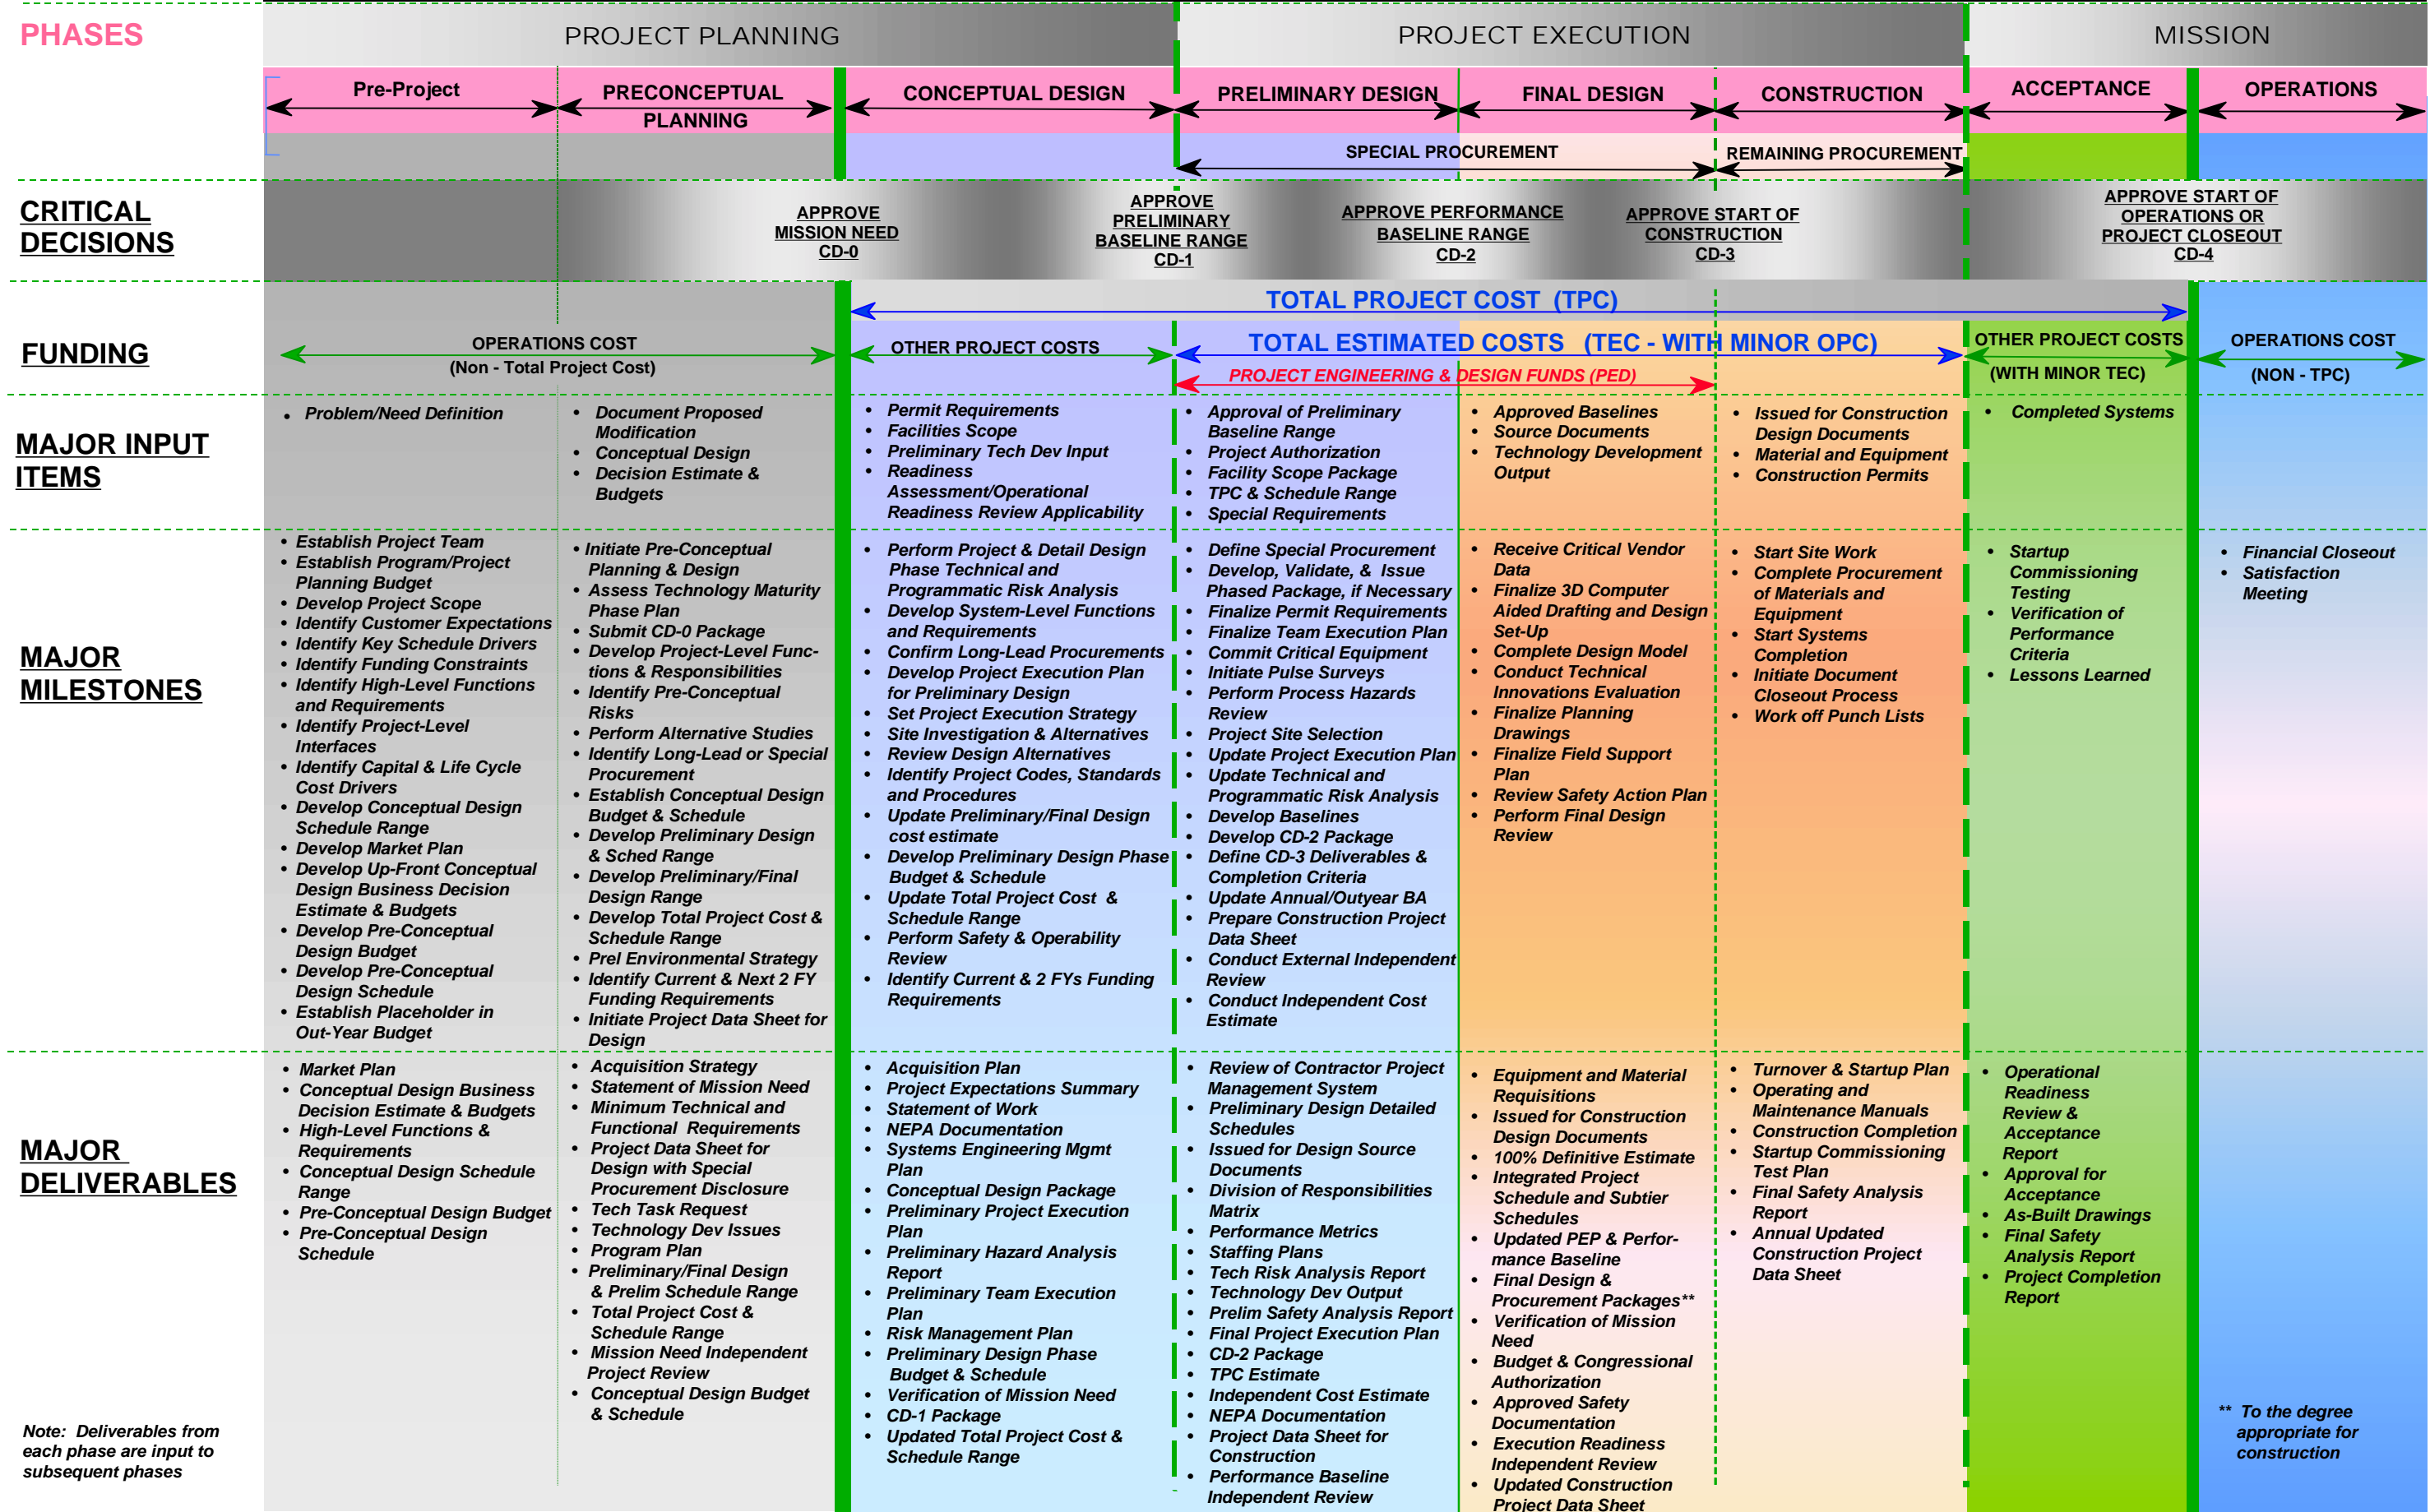 PHASES
PROJECT PLANNING
PROJECT EXECUTION
MISSION
Pre-Project
PRECONCEPTUAL
PLANNING
CONCEPTUAL DESIGN
PRELIMINARY DESIGN
FINAL DESIGN
CONSTRUCTION
ACCEPTANCE
OPERATIONS
SPECIAL PROCUREMENT
REMAINING PROCUREMENT
CRITICAL
DECISIONS
APPROVE
MISSION NEED
CD-0
APPROVE
PRELIMINARY
BASELINE RANGE
CD-1
APPROVE PERFORMANCE
BASELINE RANGE
CD-2
APPROVE START OF
CONSTRUCTION
CD-3
APPROVE START OF
OPERATIONS OR
PROJECT CLOSEOUT
CD-4
TOTAL PROJECT COST (TPC)
FUNDING
OPERATIONS COST
(Non - Total Project Cost)
OTHER PROJECT COSTS
TOTAL ESTIMATED COSTS (TEC - WITH MINOR OPC)
PROJECT ENGINEERING & DESIGN FUNDS (PED)
OTHER PROJECT COSTS
(WITH MINOR TEC)
OPERATIONS COST
(NON - TPC)
MAJOR INPUT
ITEMS
• Problem/Need Definition
• Document Proposed
Modification
• Conceptual Design
• Decision Estimate &
Budgets
• Permit Requirements
• Facilities Scope
• Preliminary Tech Dev Input
• Readiness
Assessment/Operational
Readiness Review Applicability
• Approval of Preliminary
Baseline Range
• Project Authorization
• Facility Scope Package
• TPC & Schedule Range
• Special Requirements
• Approved Baselines
• Source Documents
• Technology Development
Output
• Issued for Construction
Design Documents
• Material and Equipment
• Construction Permits
• Completed Systems
MAJOR
MILESTONES
• Establish Project Team
• Establish Program/Project
Planning Budget
• Develop Project Scope
• Identify Customer Expectations
• Identify Key Schedule Drivers
• Identify Funding Constraints
• Identify High-Level Functions
and Requirements
• Identify Project-Level
Interfaces
• Identify Capital & Life Cycle
Cost Drivers
• Develop Conceptual Design
Schedule Range
• Develop Market Plan
• Develop Up-Front Conceptual
Design Business Decision
Estimate & Budgets
• Develop Pre-Conceptual
Design Budget
• Develop Pre-Conceptual
Design Schedule
• Establish Placeholder in
Out-Year Budget
• Initiate Pre-Conceptual
Planning & Design
• Assess Technology Maturity
Phase Plan
• Submit CD-0 Package
• Develop Project-Level Func-
tions & Responsibilities
• Identify Pre-Conceptual
Risks
• Perform Alternative Studies
• Identify Long-Lead or Special
Procurement
• Establish Conceptual Design
Budget & Schedule
• Develop Preliminary Design
& Sched Range
• Develop Preliminary/Final
Design Range
• Develop Total Project Cost &
Schedule Range
• Prel Environmental Strategy
• Identify Current & Next 2 FY
Funding Requirements
• Initiate Project Data Sheet for
Design
• Perform Project & Detail Design
Phase Technical and
Programmatic Risk Analysis
• Develop System-Level Functions
and Requirements
• Confirm Long-Lead Procurements
• Develop Project Execution Plan
for Preliminary Design
• Set Project Execution Strategy
• Site Investigation & Alternatives
• Review Design Alternatives
• Identify Project Codes, Standards
and Procedures
• Update Preliminary/Final Design
cost estimate
• Develop Preliminary Design Phase
Budget & Schedule
• Update Total Project Cost &
Schedule Range
• Perform Safety & Operability
Review
• Identify Current & 2 FYs Funding
Requirements
• Define Special Procurement
• Develop, Validate, & Issue
Phased Package, if Necessary
• Finalize Permit Requirements
• Finalize Team Execution Plan
• Commit Critical Equipment
• Initiate Pulse Surveys
• Perform Process Hazards
Review
• Project Site Selection
• Update Project Execution Plan
• Update Technical and
Programmatic Risk Analysis
• Develop Baselines
• Develop CD-2 Package
• Define CD-3 Deliverables &
Completion Criteria
• Update Annual/Outyear BA
• Prepare Construction Project
Data Sheet
• Conduct External Independent
Review
• Conduct Independent Cost
Estimate
• Receive Critical Vendor
Data
• Finalize 3D Computer
Aided Drafting and Design
Set-Up
• Complete Design Model
• Conduct Technical
Innovations Evaluation
• Finalize Planning
Drawings
• Finalize Field Support
Plan
• Review Safety Action Plan
• Perform Final Design
Review
• Start Site Work
• Complete Procurement
of Materials and
Equipment
• Start Systems
Completion
• Initiate Document
Closeout Process
• Work off Punch Lists
• Startup
Commissioning
Testing
• Verification of
Performance
Criteria
• Lessons Learned
• Financial Closeout
• Satisfaction
Meeting
MAJOR
DELIVERABLES
• Market Plan
• Conceptual Design Business
Decision Estimate & Budgets
• High-Level Functions &
Requirements
• Conceptual Design Schedule
Range
• Pre-Conceptual Design Budget
• Pre-Conceptual Design
Schedule
• Acquisition Strategy
• Statement of Mission Need
• Minimum Technical and
Functional Requirements
• Project Data Sheet for
Design with Special
Procurement Disclosure
• Tech Task Request
• Technology Dev Issues
• Program Plan
• Preliminary/Final Design
& Prelim Schedule Range
• Total Project Cost &
Schedule Range
• Mission Need Independent
Project Review
• Conceptual Design Budget
& Schedule
• Acquisition Plan
• Project Expectations Summary
• Statement of Work
• NEPA Documentation
• Systems Engineering Mgmt
Plan
• Conceptual Design Package
• Preliminary Project Execution
Plan
• Preliminary Hazard Analysis
Report
• Preliminary Team Execution
Plan
• Risk Management Plan
• Preliminary Design Phase
Budget & Schedule
• Verification of Mission Need
• CD-1 Package
• Updated Total Project Cost &
Schedule Range
• Review of Contractor Project
Management System
• Preliminary Design Detailed
Schedules
• Issued for Design Source
Documents
• Division of Responsibilities
Matrix
• Performance Metrics
• Staffing Plans
• Tech Risk Analysis Report
• Technology Dev Output
• Prelim Safety Analysis Report
• Final Project Execution Plan
• CD-2 Package
• TPC Estimate
• Independent Cost Estimate
• NEPA Documentation
• Project Data Sheet for
Construction
• Performance Baseline
Independent Review
• Equipment and Material
Requisitions
• Issued for Construction
Design Documents
• 100% Definitive Estimate
• Integrated Project
Schedule and Subtier
Schedules
• Updated PEP & Perfor-
mance Baseline
• Final Design &
Procurement Packages**
• Verification of Mission
Need
• Budget & Congressional
Authorization
• Approved Safety
Documentation
• Execution Readiness
Independent Review
• Updated Construction
Project Data Sheet
• Turnover & Startup Plan
• Operating and
Maintenance Manuals
• Construction Completion
• Startup Commissioning
Test Plan
• Final Safety Analysis
Report
• Annual Updated
Construction Project
Data Sheet
• Operational
Readiness
Review &
Acceptance
Report
• Approval for
Acceptance
• As-Built Drawings
• Final Safety
Analysis Report
• Project Completion
Report
Note: Deliverables from
each phase are input to
subsequent phases
** To the degree
appropriate for
construction